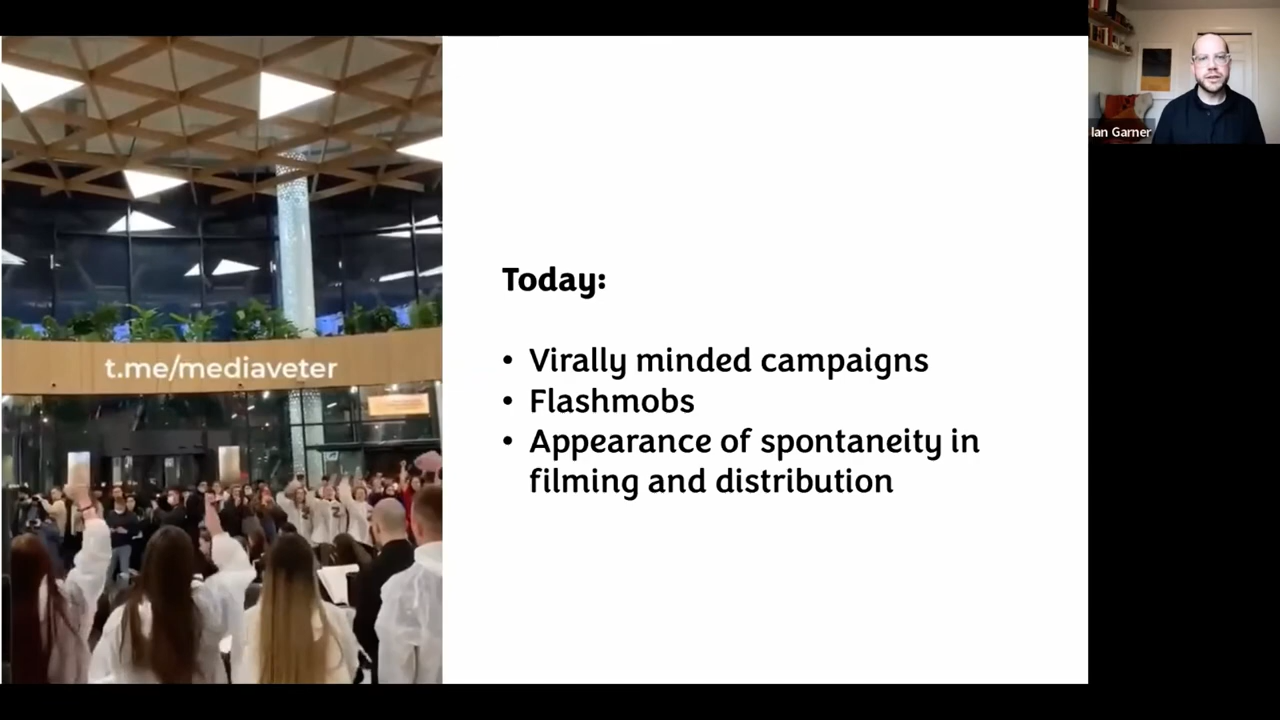 t.me/mediaveter
Today:
• Virally minded campaigns
• Flashmobs
• Appearance of spontaneity in
filming and distribution
Ian Garner